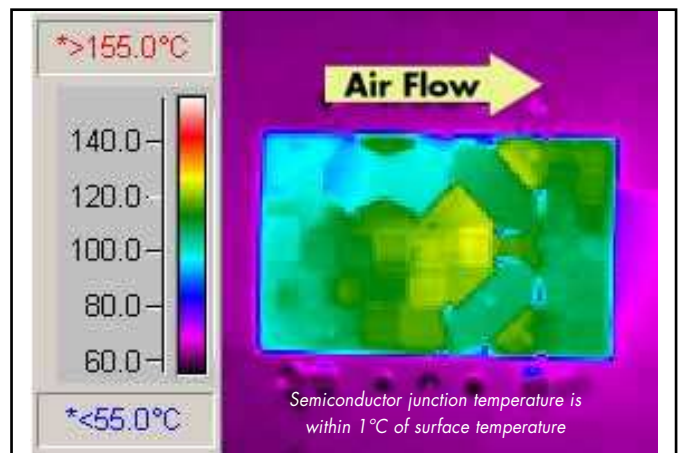 *>155.0°C
140.0
120.0
100.0
80.0
60.0
*<55.0°C
Air Flow
Semiconductor junction temperature is
within 1°C of surface temperature